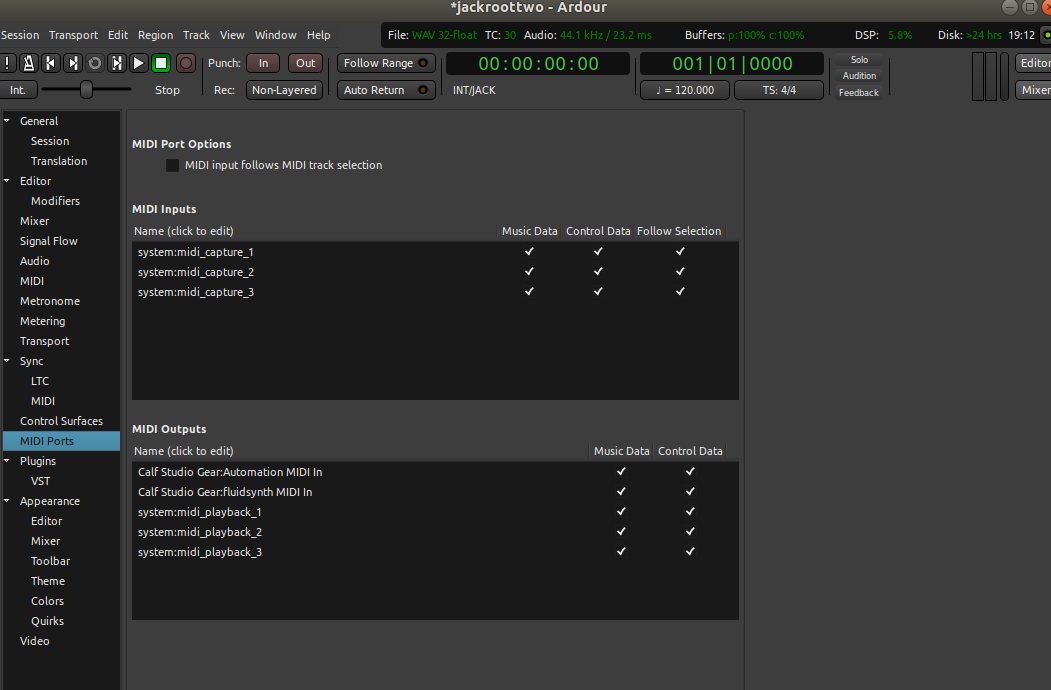 *jackroottwo - Ardour
Session Transport Edit Region Track View Window Help File: WAV 32-float TC: 30 Audio: 44.1 kHz / 23.2 ms Buffers: p:100% c:100% DSP: 5.8% Disk: >24 hrs 19:12
! Punch: In Out Follow Range 00:00:00:00 001|01|0000 Solo Editor
Audition
Int. Stop Rec: Non-Layered Auto Return INT/JACK ♩ = 120.000 TS: 4/4 Feedback Mixer
General
Session
Translation
Editor
Modifiers
Mixer
Signal Flow
Audio
MIDI
Metronome
Metering
Transport
Sync
LTC
MIDI
Control Surfaces
MIDI Ports
Plugins
VST
Appearance
Editor
Mixer
Toolbar
Theme
Colors
Quirks
Video
MIDI Port Options
MIDI input follows MIDI track selection
MIDI Inputs
Name (click to edit) Music Data Control Data Follow Selection
system:midi_capture_1
system:midi_capture_2
system:midi_capture_3
MIDI Outputs
Name (click to edit) Music Data Control Data
Calf Studio Gear:Automation MIDI In
Calf Studio Gear:fluidsynth MIDI In
system:midi_playback_1
system:midi_playback_2
system:midi_playback_3